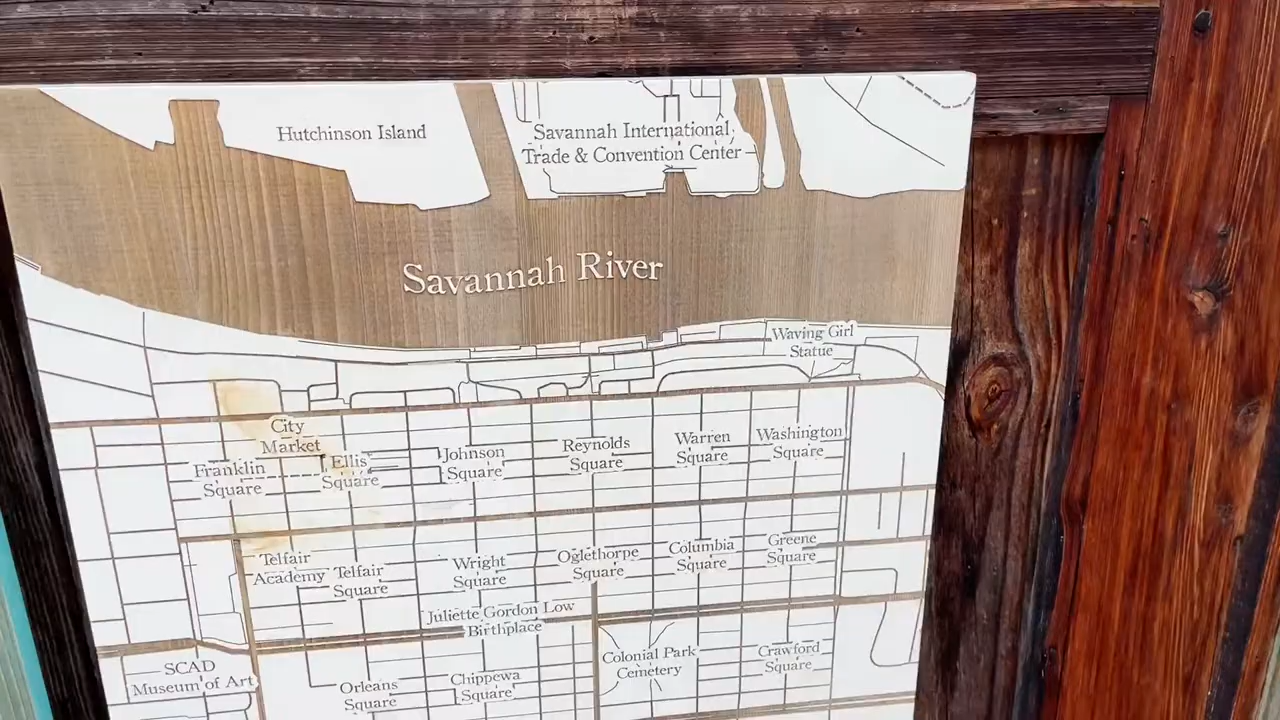 Hutchinson Island
Savannah International
Trade & Convention Center
Savannah River
Waving Girl
Statue
City
Market
Franklin
Square
Ellis
Square
Johnson
Square
Reynolds
Square
Warren
Square
Washington
Square
Telfair
Academy
Telfair
Square
Wright
Square
Oglethorpe
Square
Columbia
Square
Greene
Square
Juliette Gordon Low
Birthplace
SCAD
Museum of Art
Orleans
Square
Chippewa
Square
Colonial Park
Cemetery
Crawford
Square